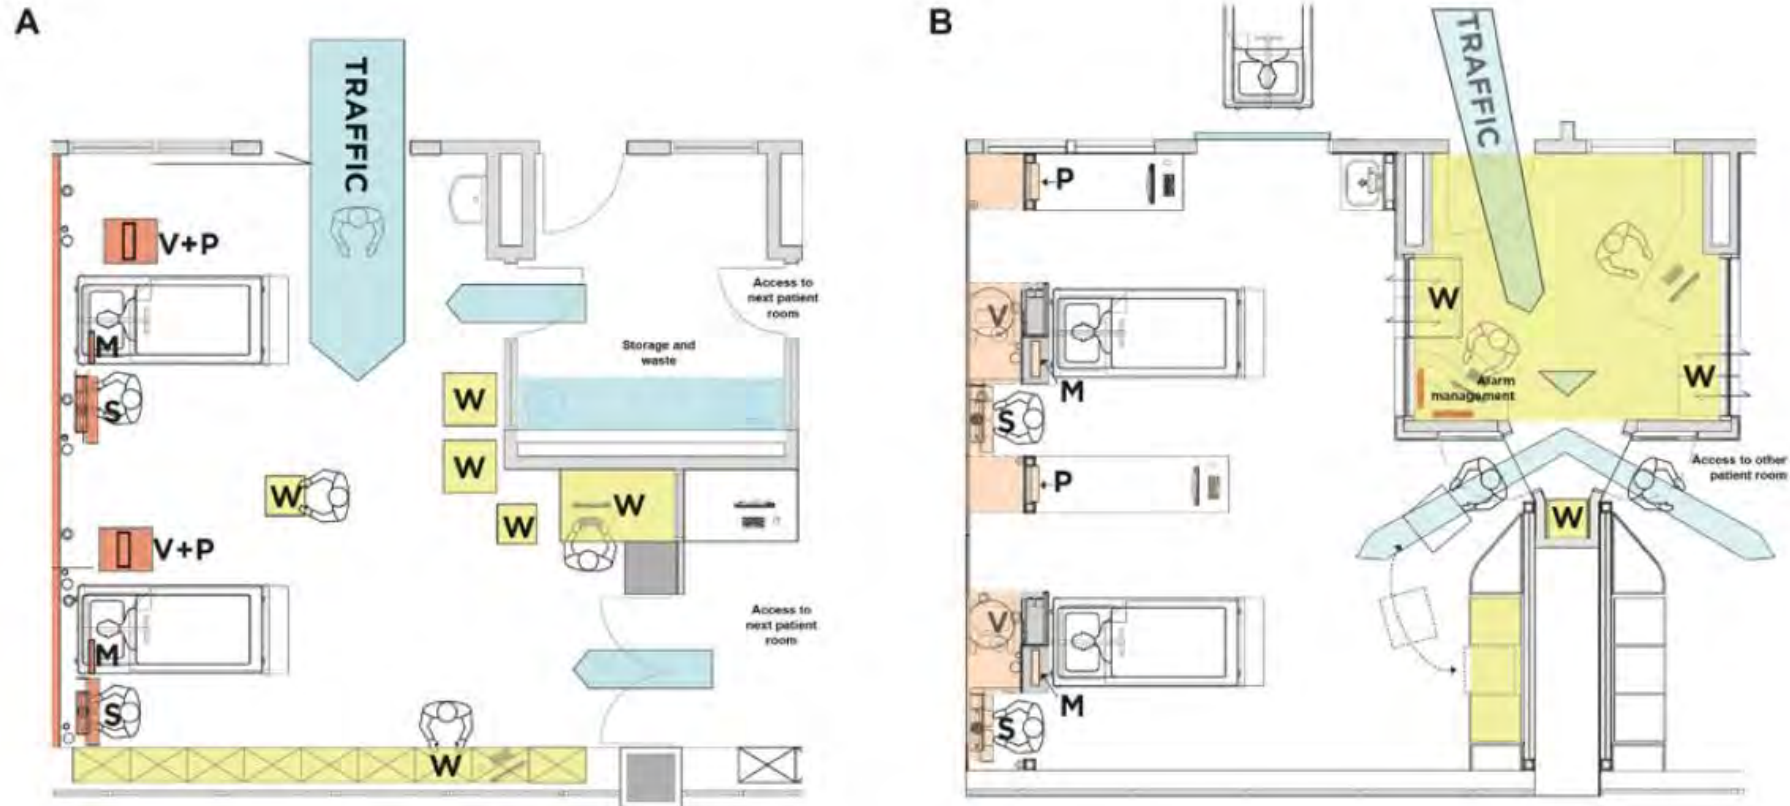 A
TRAFFIC
V+P
M
S
W
V+P
M
S
W
W
W
W
W
Access to
next patient
room
Storage and
waste
Access to
next patient
room
B
TRAFFIC
P
V
M
S
P
V
M
S
W
W
Alarm
management
Access to other
patient room
W